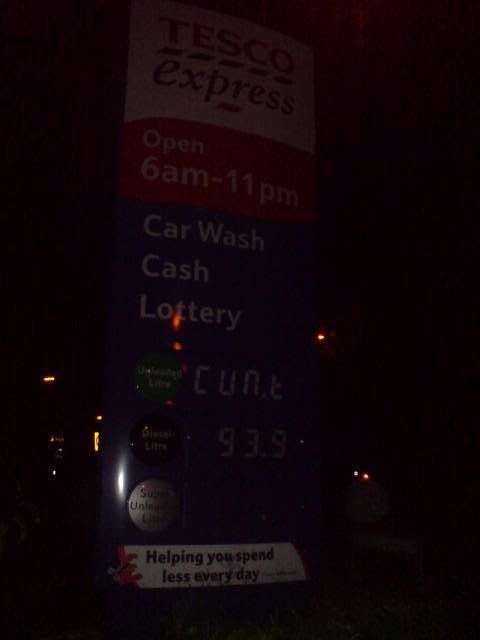 TESCO
express
Open
6am-11pm
Car Wash
Cash
Lottery
Unleaded
Litre
CUN.t
Diesel
Litre
93.9
Super
Unleaded
Litre
Helping you spend
less every day